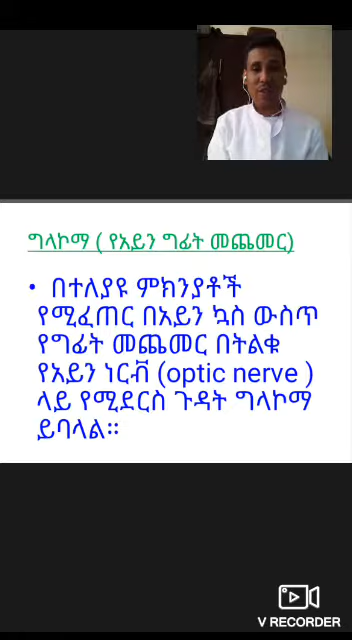 ግላኮማ ( የአይን ግፊት መጨመር)
• በተለያዩ ምክንያቶች
የሚፈጠር በአይን ኳስ ውስጥ
የግፊት መጨመር በትልቁ
የአይን ነርቭ (optic nerve )
ላይ የሚደርስ ጉዳት ግላኮማ
ይባላል።
V RECORDER